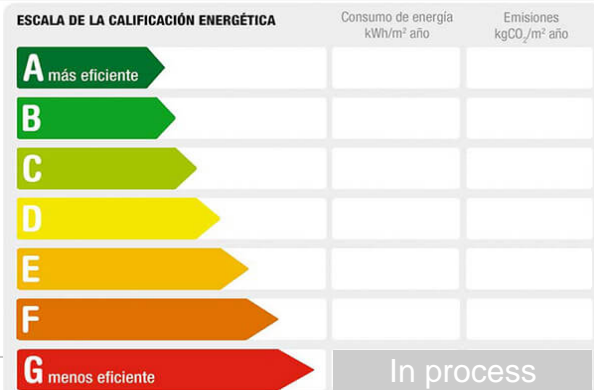 ESCALA DE LA CALIFICACIÓN ENERGÉTICA
Consumo de energía
kWh/m² año
Emisiones
kgCO₂/m² año
A más eficiente
B
C
D
E
F
G menos eficiente
In process